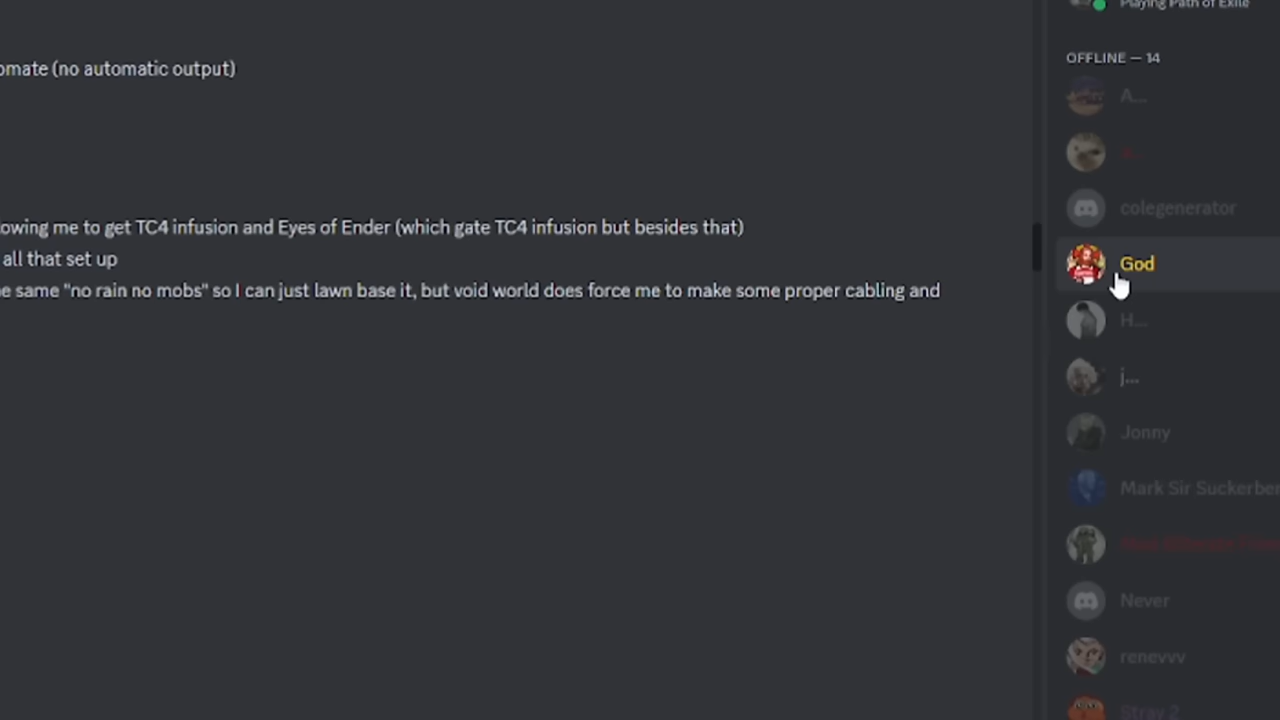 Playing Path of Exile
OFFLINE — 14
omate (no automatic output)
A...
colegenerator
owing me to get TC4 infusion and Eyes of Ender (which gate TC4 infusion but besides that)
all that set up
God
e same "no rain no mobs" so I can just lawn base it, but void world does force me to make some proper cabling and
H...
j...
Jonny
Mark Sir Suckerber
Never
renevvv
Stray 2